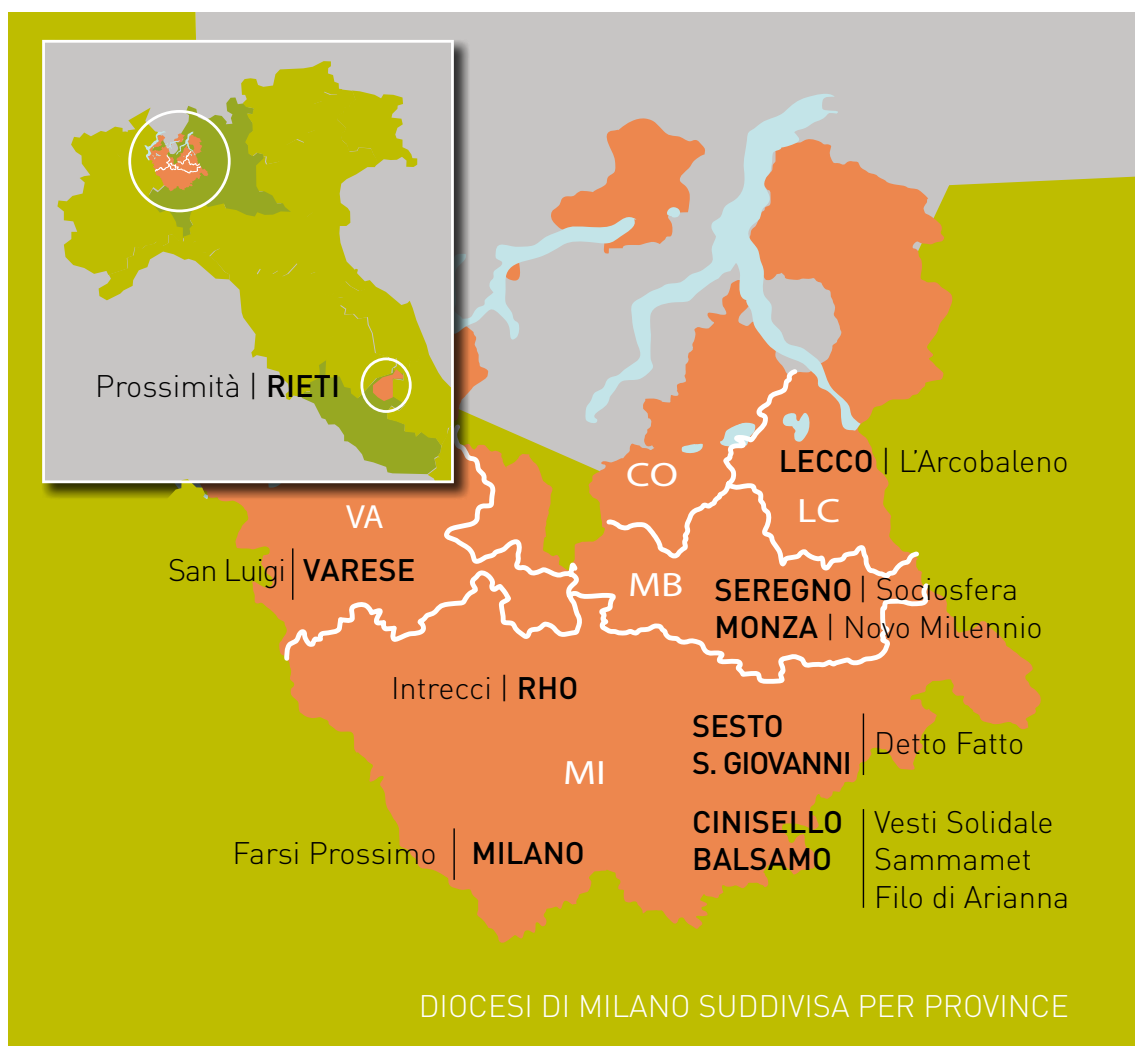 Prossimità | RIETI
CO
LECCO | L'Arcobaleno
VA
LC
San Luigi | VARESE
MB
SEREGNO | Sociosfera
MONZA | Novo Millennio
Intrecci | RHO
SESTO
S. GIOVANNI | Detto Fatto
MI
CINISELLO
BALSAMO
Vesti Solidale
Sammamet
Filo di Arianna
Farsi Prossimo | MILANO
DIOCESI DI MILANO SUDDIVISA PER PROVINCE